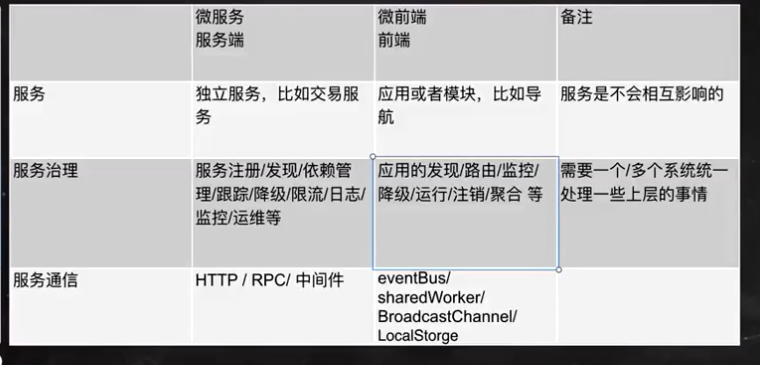 微服务
服务端
微前端
前端
备注
服务
独立服务，比如交易服
务
应用或者模块，比如导
航
服务是不会相互影响的
服务治理
服务注册/发现/依赖管
理/跟踪/降级/限流/日志/
监控/运维等
应用的发现/路由/监控/
降级/运行/注销/聚合 等
需要一个/多个系统统一
处理一些上层的事情
服务通信
HTTP / RPC/ 中间件
eventBus/
sharedWorker/
BroadcastChannel/
LocalStorge